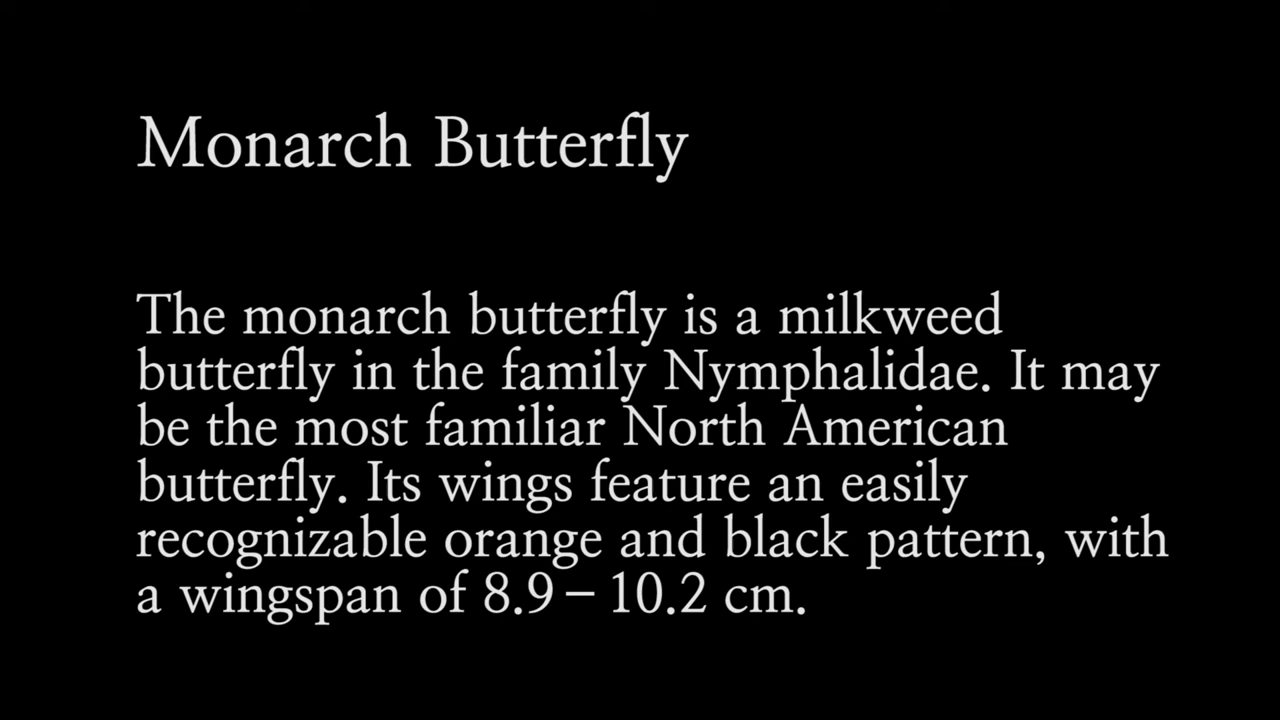 Monarch Butterfly
The monarch butterfly is a milkweed
butterfly in the family Nymphalidae. It may
be the most familiar North American
butterfly. Its wings feature an easily
recognizable orange and black pattern, with
a wingspan of 8.9–10.2 cm.